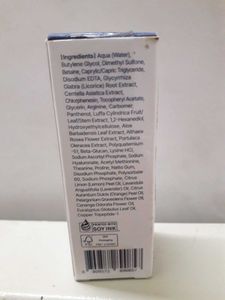 [Ingredients] Aqua (Water),
Butylene Glycol, Dimethyl Sulfone,
Betaine, Caprylic/Capric Triglyceride,
Disodium EDTA, Glycyrrhiza
Glabra (Licorice) Root Extract,
Centella Asiatica Extract,
Chlorphenesin, Tocopheryl Acetate,
Glycerin, Arginine, Carbomer
Panthenol, Luffa Cylindrica Fruit/
Leaf/Stem Extract, 1,2-Hexanediol,
Hydroxyethylcellulose, Aloe
Barbadensis Leaf Extract, Althaea
Rosea Flower Extract, Portulaca
Oleracea Extract, Polyquaternium
-51, Beta-Glucan, Lysine HCl,
Sodium Ascorbyl Phosphate, Sodium
Hyaluronate, Acetyl Methionine,
Theanine, Proline, Nelio Gum,
Disodium Phosphate, Polysorbate
60, Sodium Phosphate, Citrus
Limon (Lemon) Peel Oil, Lavandula
Angustifolia (Lavender) Oil, Citrus
Aurantium Dulcis (Orange) Peel Oil,
Pelargonium Graveolens Flower Oil,
Cananga Odorata Flower Oil,
Eucalyptus Globulus Leaf Oil,
Copper Tripeptide-1
PRINTED WITH
SOY INK
FSC
MIX
Packaging